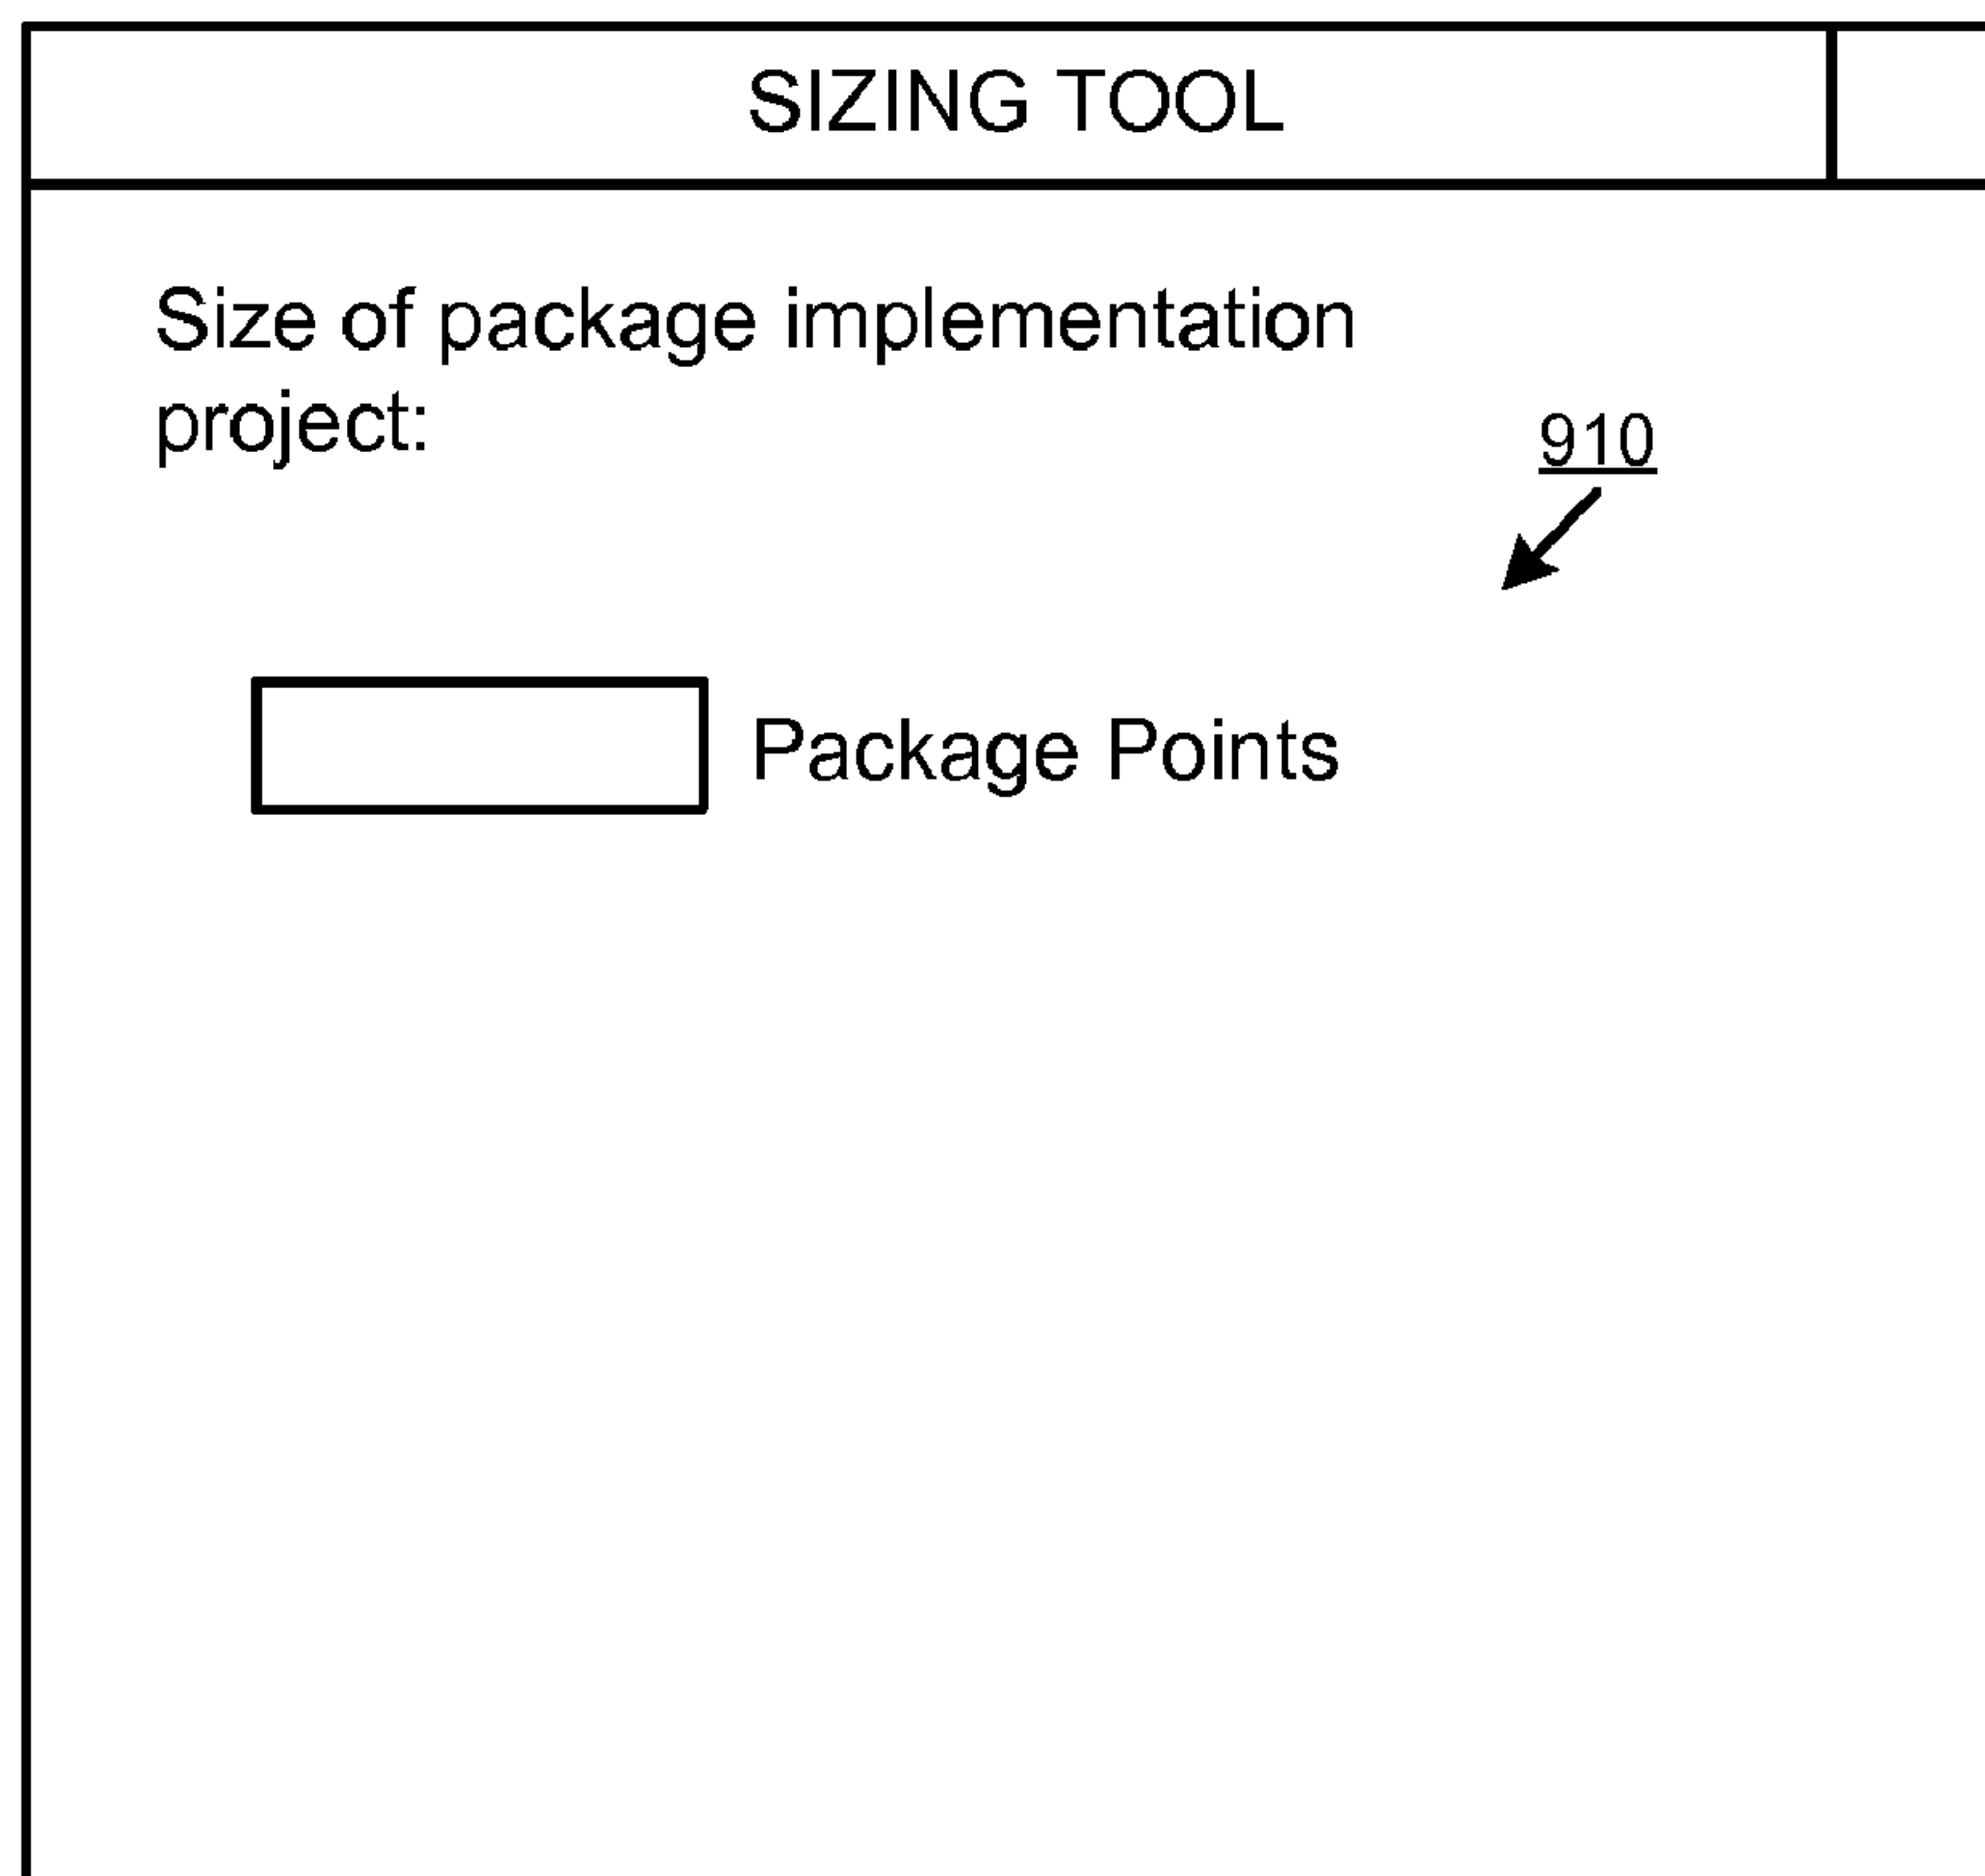 SIZING TOOL
Size of package implementation
project:
910
Package Points